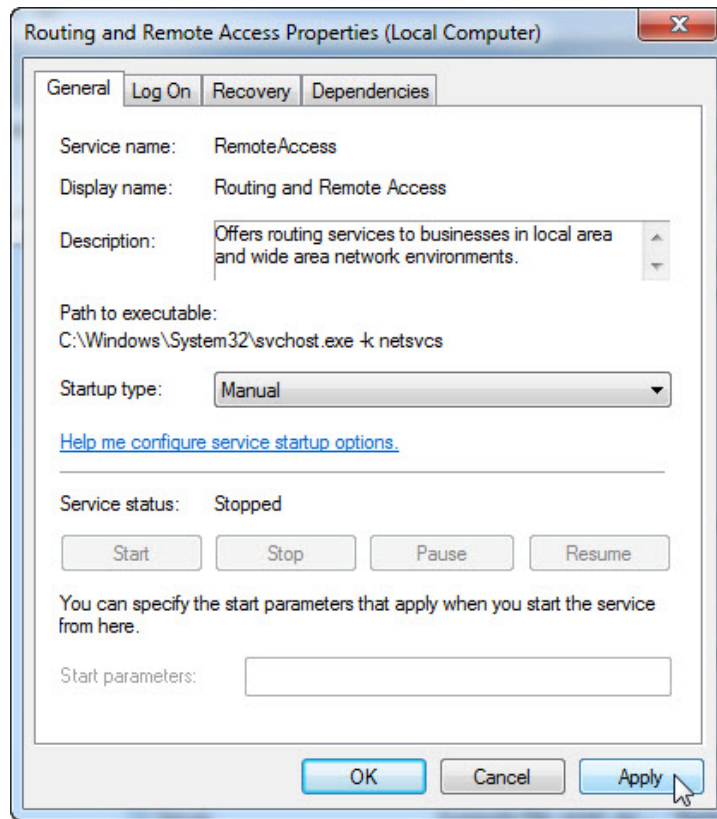 Routing and Remote Access Properties (Local Computer)
General Log On Recovery Dependencies
Service name: RemoteAccess
Display name: Routing and Remote Access
Description: Offers routing services to businesses in local area
and wide area network environments.
Path to executable:
C:\Windows\System32\svchost.exe -k netsvcs
Startup type: Manual
Help me configure service startup options.
Service status: Stopped
Start Stop Pause Resume
You can specify the start parameters that apply when you start the service
from here.
Start parameters:
OK Cancel Apply